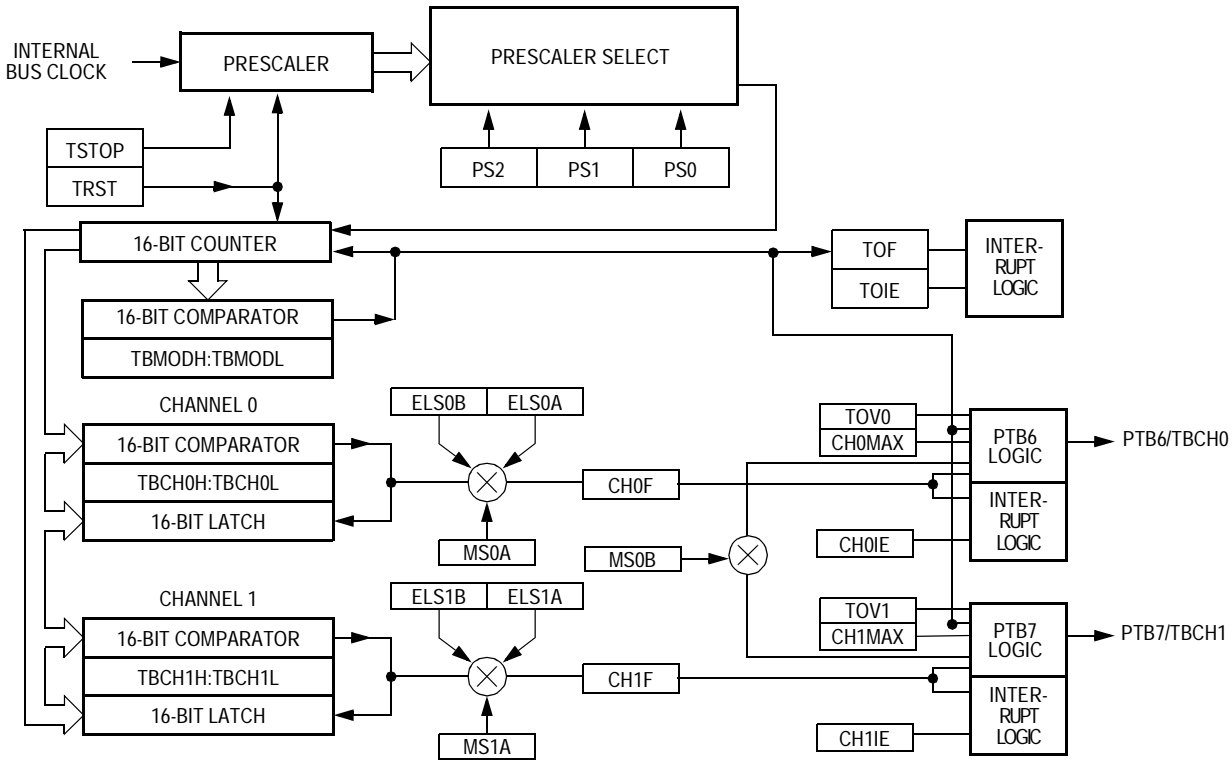 INTERNAL
BUS CLOCK
PRESCALER
PRESCALER SELECT
TSTOP
TRST
PS2
PS1
PS0
16-BIT COUNTER
TOF
TOIE
INTER-
RUPT
LOGIC
16-BIT COMPARATOR
TBMODH:TBMODL
CHANNEL 0
16-BIT COMPARATOR
TBCH0H:TBCH0L
16-BIT LATCH
ELS0B
ELS0A
MS0A
CH0F
MS0B
TOV0
CH0MAX
CH0IE
PTB6
LOGIC
INTER-
RUPT
LOGIC
PTB6/TBCH0
CHANNEL 1
16-BIT COMPARATOR
TBCH1H:TBCH1L
16-BIT LATCH
ELS1B
ELS1A
MS1A
CH1F
TOV1
CH1MAX
CH1IE
PTB7
LOGIC
INTER-
RUPT
LOGIC
PTB7/TBCH1